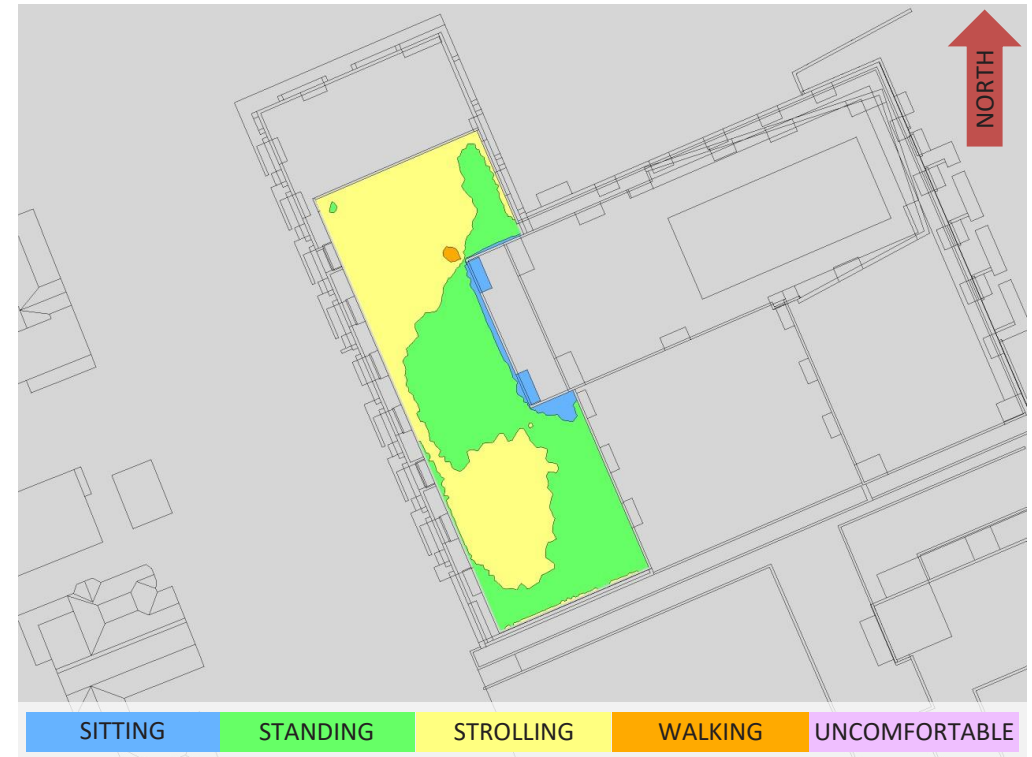 NORTH
SITTING
STANDING
STROLLING
WALKING
UNCOMFORTABLE